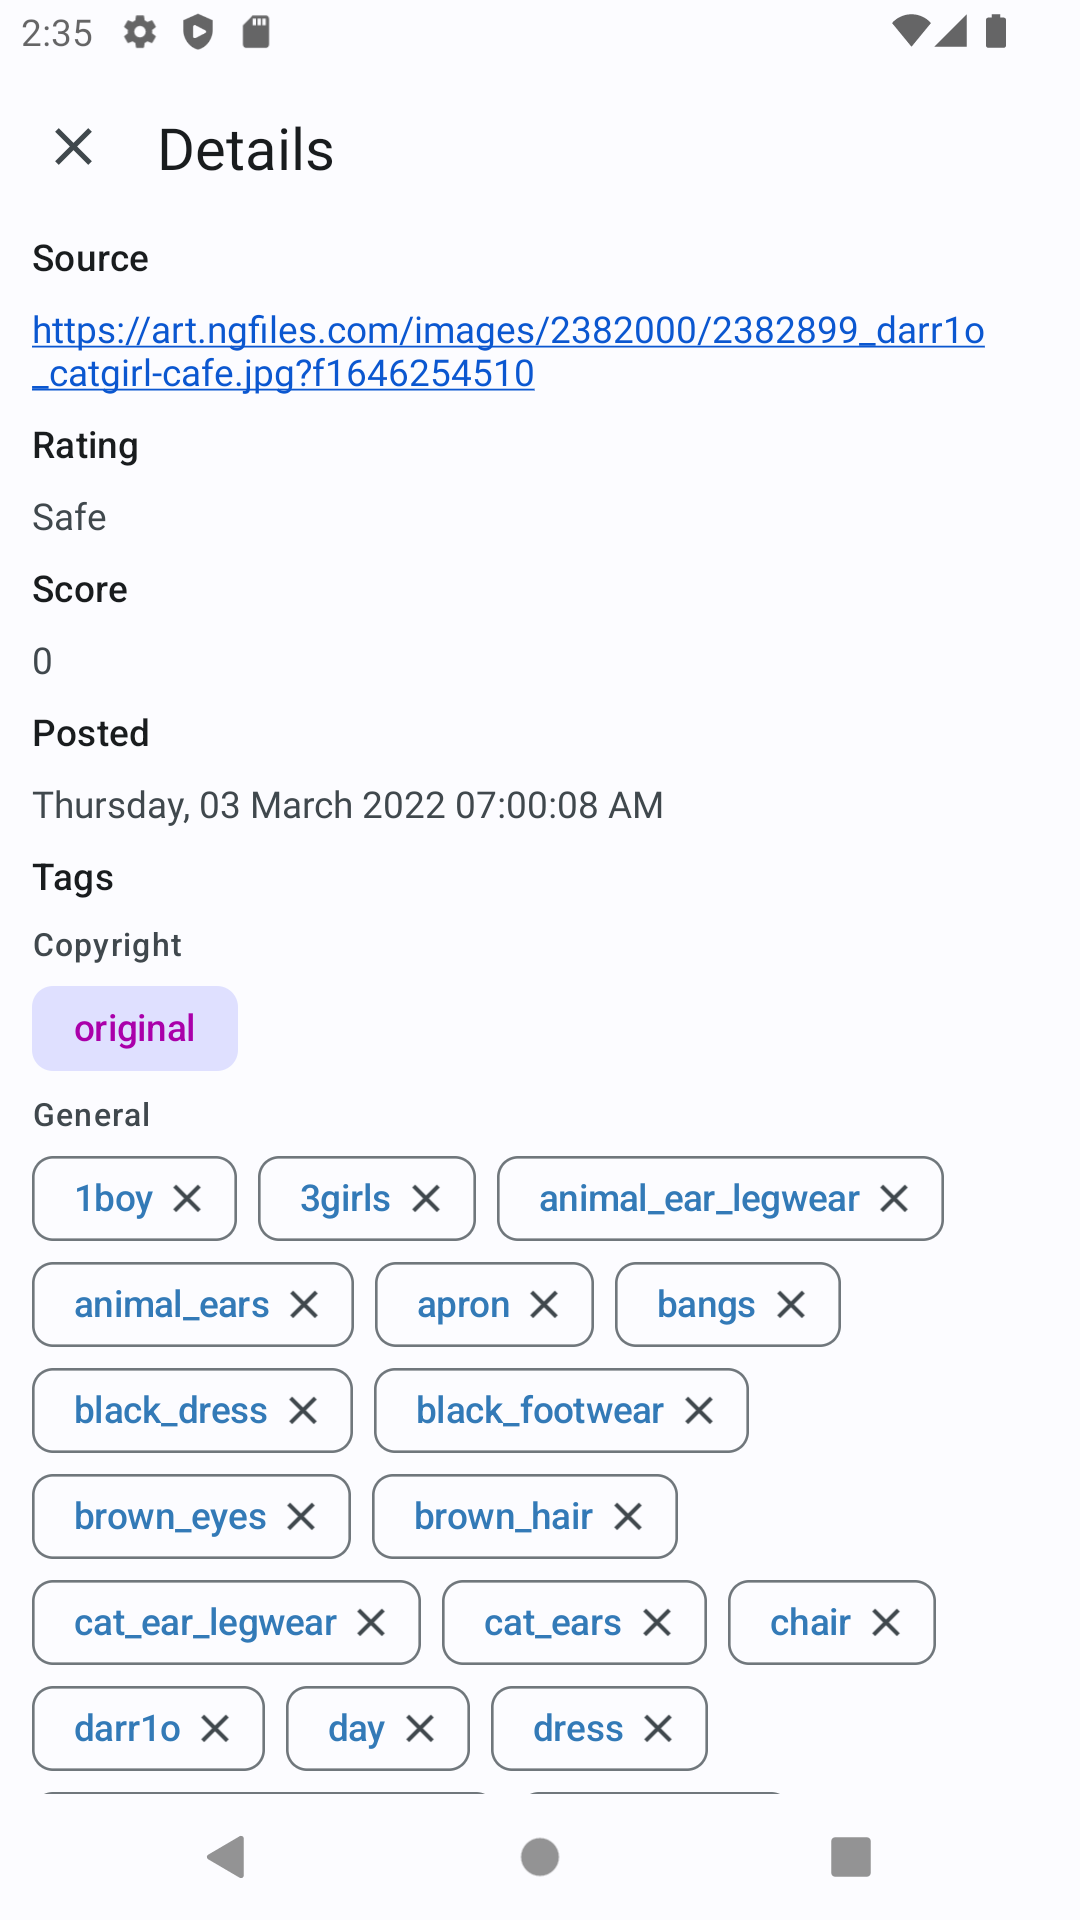 2:35
Details
Source
https://art.ngfiles.com/images/2382000/2382899_darr1o
_catgirl-cafe.jpg?f1646254510
Rating
Safe
Score
0
Posted
Thursday, 03 March 2022 07:00:08 AM
Tags
Copyright
original
General
1boy 3girls animal_ear_legwear
animal_ears apron bangs
black_dress black_footwear
brown_eyes brown_hair
cat_ear_legwear cat_ears chair
darr1o day dress